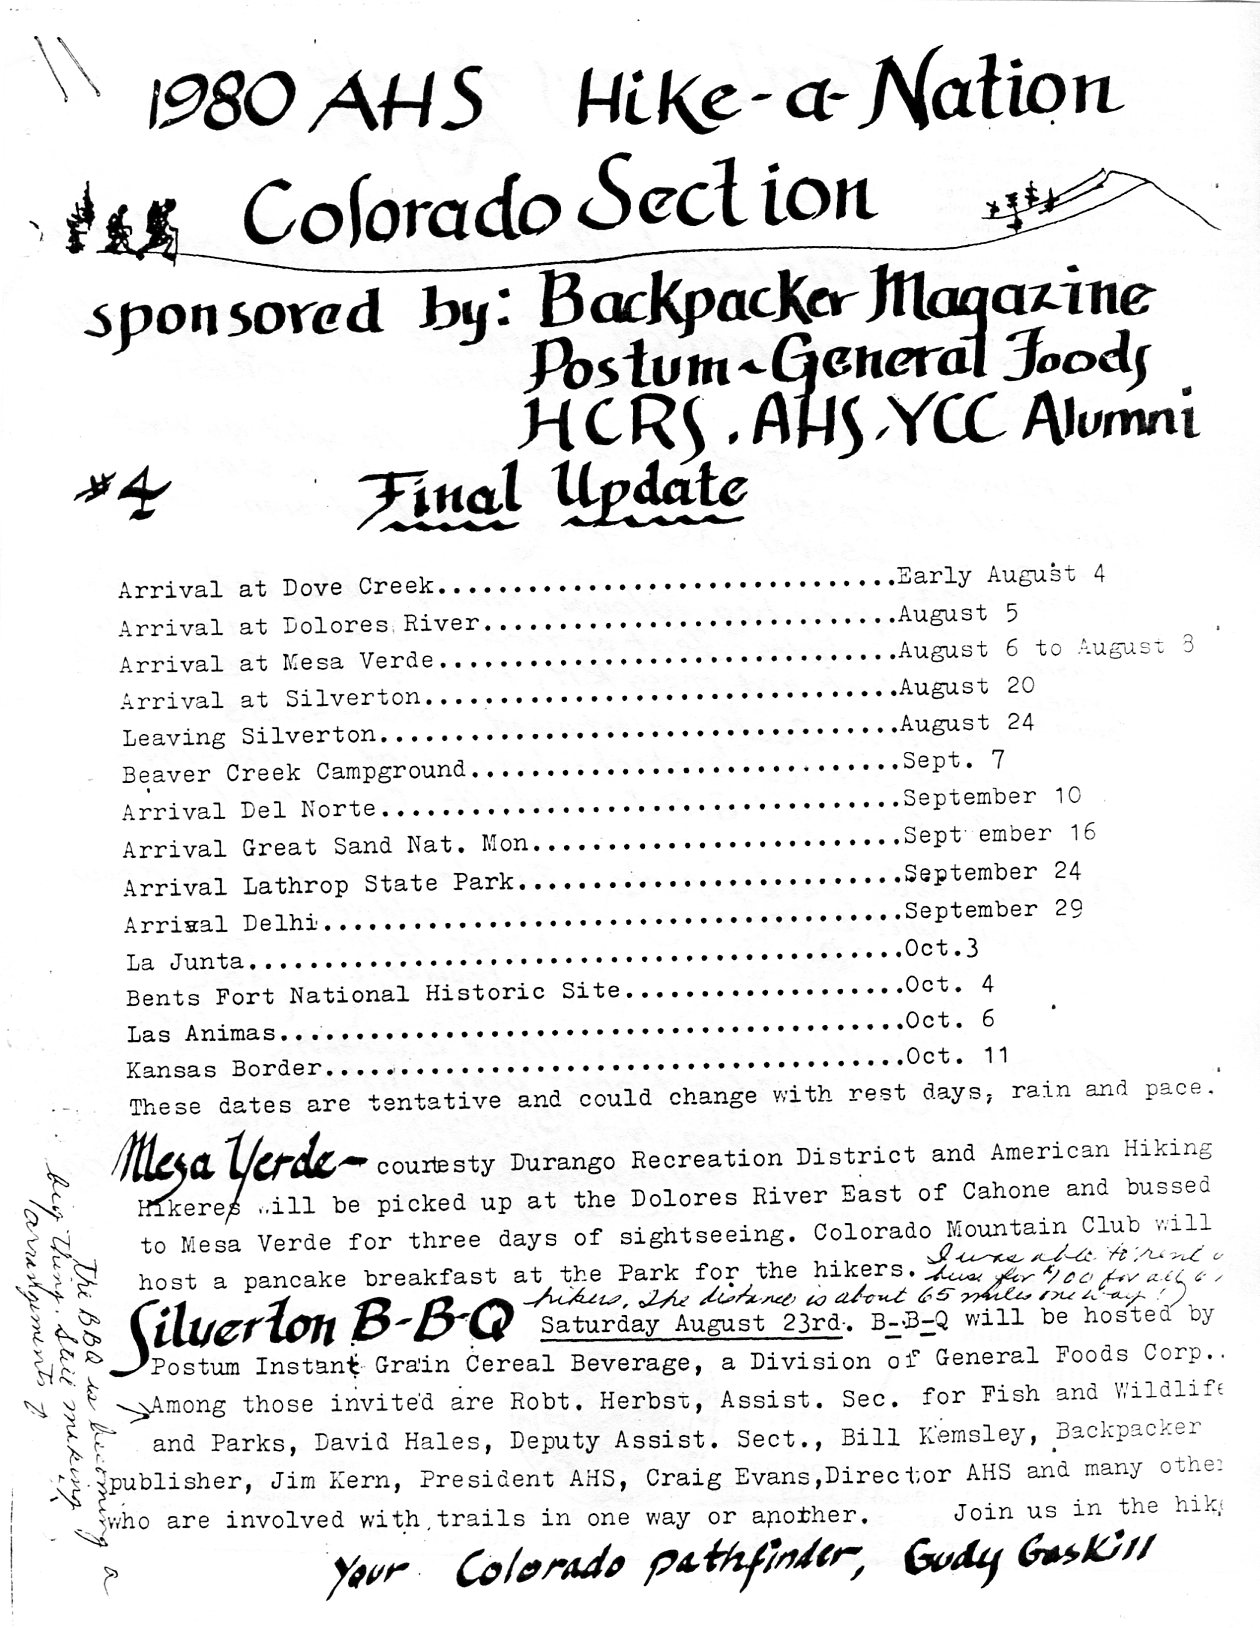 1980 AHS Hike-a-Nation
Colorado Section
sponsored by: Backpacker Magazine
Postum-General Foods
HCRS, AHS, YCC Alumni
#4 Final Update
Arrival at Dove Creek...............................Early August 4
Arrival at Dolores River............................August 5
Arrival at Mesa Verde...............................August 6 to August 8
Arrival at Silverton................................August 20
Leaving Silverton...................................August 24
Beaver Creek Campground.............................Sept. 7
Arrival Del Norte...................................September 10
Arrival Great Sand Nat. Mon.........................Sept ember 16
Arrival Lathrop State Park..........................September 24
Arrival Delhi.......................................September 29
La Junta............................................Oct.3
Bents Fort National Historic Site...................Oct. 4
Las Animas..........................................Oct. 6
Kansas Border.......................................Oct. 11
These dates are tentative and could change with rest days, rain and pace.
Mesa Verde- courtesty Durango Recreation District and American Hiking
Hikeres will be picked up at the Dolores River East of Cahone and bussed
to Mesa Verde for three days of sightseeing. Colorado Mountain Club will
host a pancake breakfast at the Park for the hikers. I was able to rent a
bus for $100 for all
hikers. The distance is about 65 miles one way!)
Silverton B-B-Q Saturday August 23rd. B-B-Q will be hosted by
Postum Instant Grain Cereal Beverage, a Division of General Foods Corp..
Among those invited are Robt. Herbst, Assist. Sec. for Fish and Wildlife
and Parks, David Hales, Deputy Assist. Sect., Bill Kemsley, Backpacker
publisher, Jim Kern, President AHS, Craig Evans,Director AHS and many other
who are involved with trails in one way or another. Join us in the hik
Your Colorado pathfinder, Gudy Gaskill
The BBQ is becoming a
big thing. Still making
arrangements!